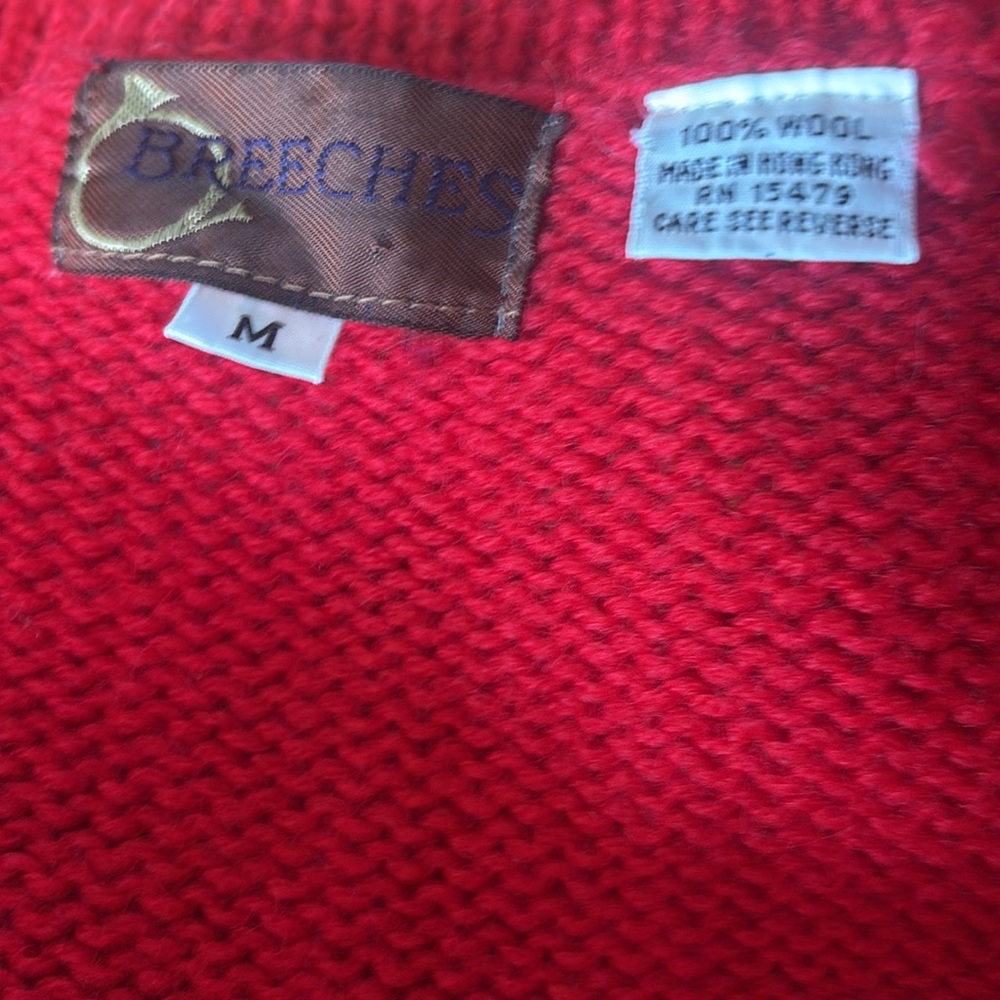 BREECHES
M
100% WOOL
MADE IN HONG KONG
RN 15479
CARE SEE REVERSE